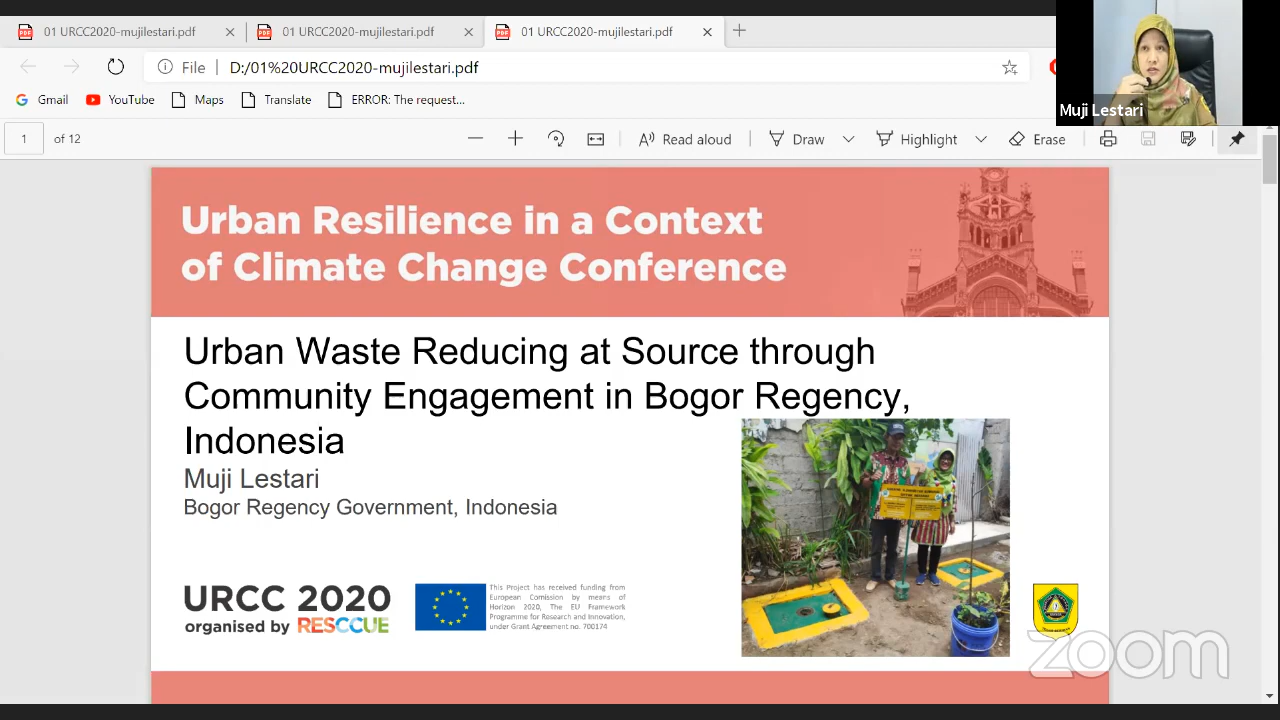 01 URCC2020-mujilestari.pdf
01 URCC2020-mujilestari.pdf
01 URCC2020-mujilestari.pdf
File
D:/01%20URCC2020-mujilestari.pdf
Gmail
YouTube
Maps
Translate
ERROR: The request...
Muji Lestari
1 of 12
Read aloud
Draw
Highlight
Erase
Urban Resilience in a Context
of Climate Change Conference
Urban Waste Reducing at Source through
Community Engagement in Bogor Regency,
Indonesia
Muji Lestari
Bogor Regency Government, Indonesia
URCC 2020
organised by RESCCUE
This Project has received funding from
European Comission by means of
Horizon 2020, The EU Framework
Programme for Research and Innovation,
under Grant Agreement no. 700174
zoom